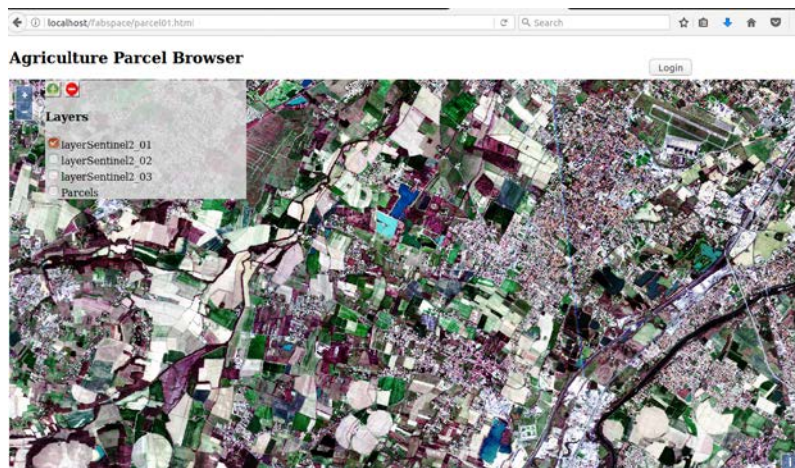 localhost/fabspace/parcel01.html
Search
Agriculture Parcel Browser
Login
Layers
layerSentinel2_01
layerSentinel2_02
layerSentinel2_03
Parcels